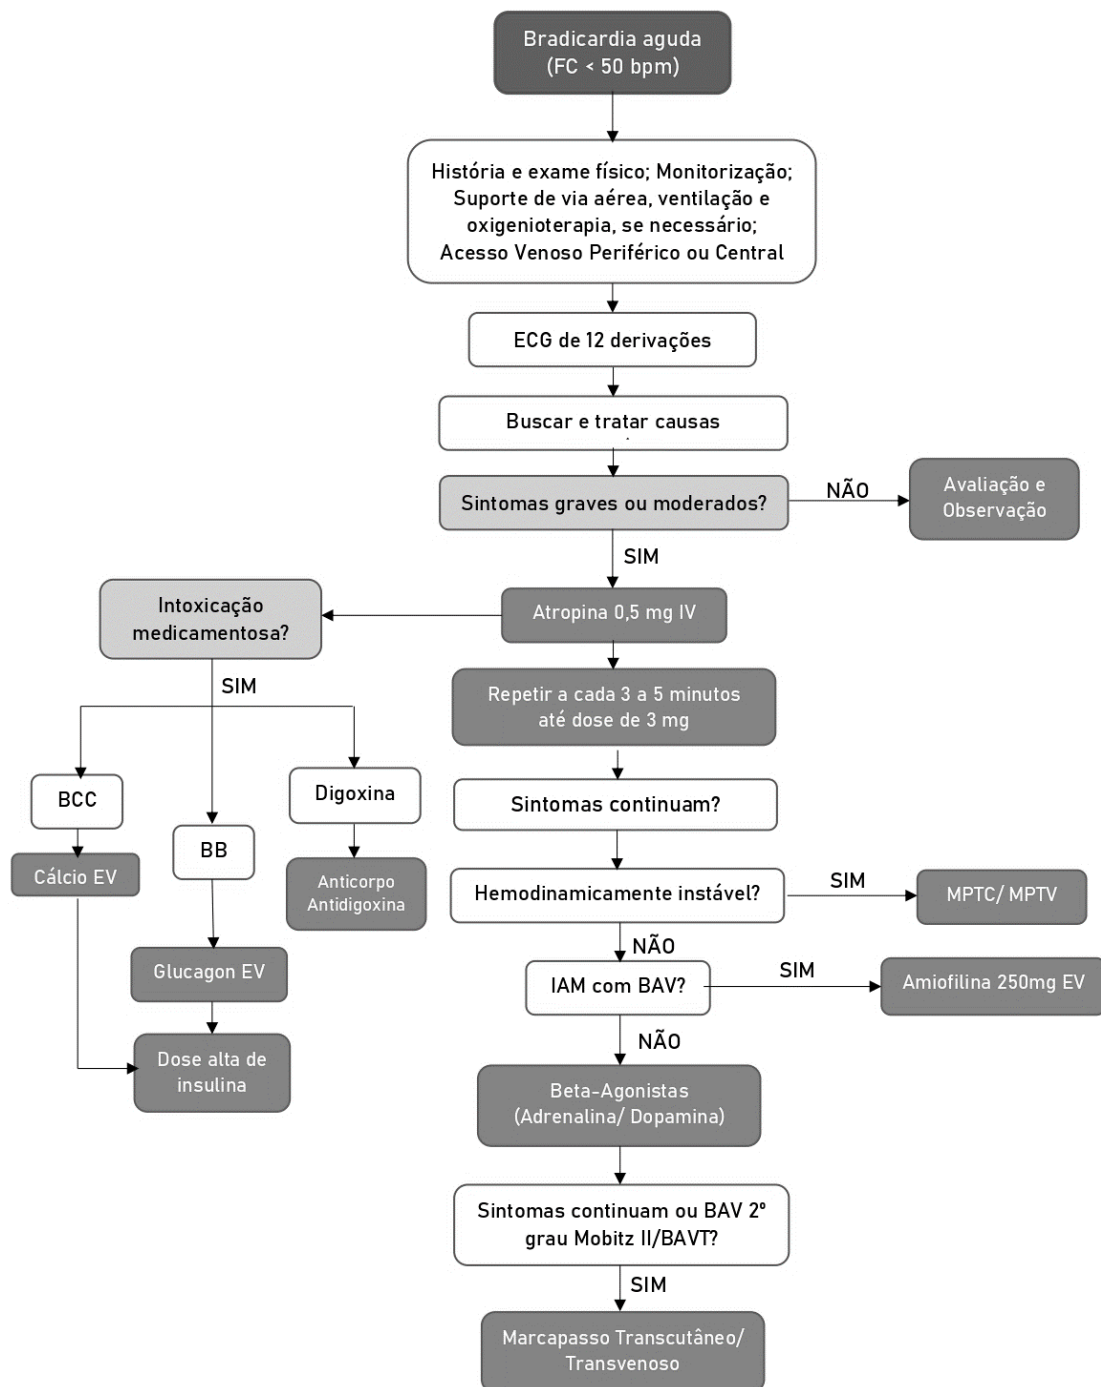 Bradicardia aguda
(FC < 50 bpm)
História e exame físico; Monitorização;
Suporte de via aérea, ventilação e
oxigenioterapia, se necessário;
Acesso Venoso Periférico ou Central
ECG de 12 derivações
Buscar e tratar causas
Sintomas graves ou moderados?
NÃO
Avaliação e
Observação
SIM
Atropina 0,5 mg IV
Intoxicação
medicamentosa?
SIM
Repetir a cada 3 a 5 minutos
até dose de 3 mg
BCC
Cálcio EV
BB
Glucagon EV
Dose alta de
insulina
Digoxina
Anticorpo
Antidigoxina
Sintomas continuam?
Hemodinamicamente instável?
SIM
MPTC/ MPTV
NÃO
IAM com BAV?
SIM
Amiofilina 250mg EV
NÃO
Beta-Agonistas
(Adrenalina/ Dopamina)
Sintomas continuam ou BAV 2º
grau Mobitz II/BAVT?
SIM
Marcapasso Transcutâneo/
Transvenoso